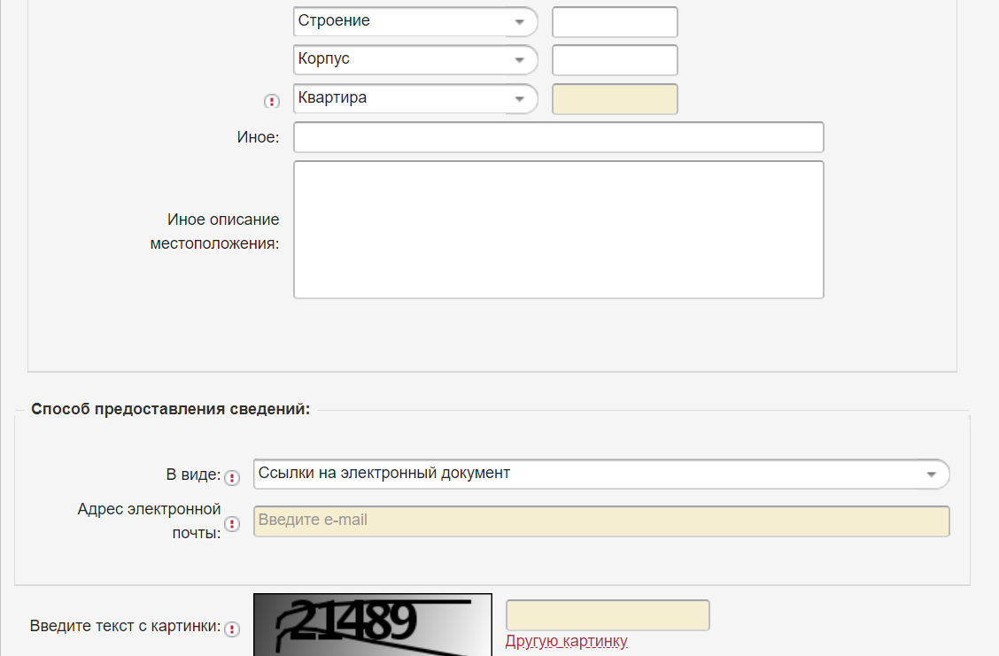 Строение
Корпус
Квартира
Иное:
Иное описание
местоположения:
Способ предоставления сведений:
В виде: Ссылки на электронный документ
Адрес электронной
почты: Введите e-mail
Введите текст с картинки: 21489
Другую картинку